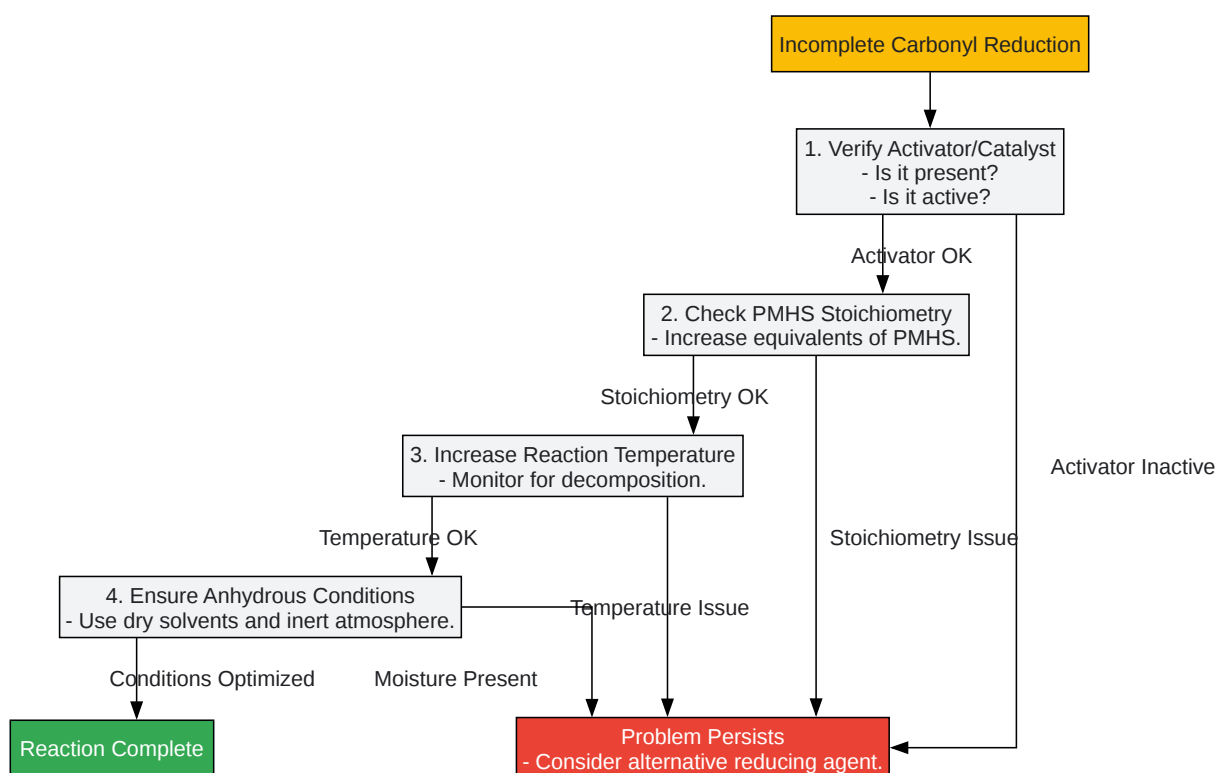 Incomplete Carbonyl Reduction
1. Verify Activator/Catalyst
- Is it present?
- Is it active?
Activator OK
2. Check PMHS Stoichiometry
- Increase equivalents of PMHS.
Stoichiometry OK
3. Increase Reaction Temperature
- Monitor for decomposition.
Activator Inactive
Temperature OK
Stoichiometry Issue
4. Ensure Anhydrous Conditions
- Use dry solvents and inert atmosphere.
Temperature Issue
Conditions Optimized
Moisture Present
Reaction Complete
Problem Persists
- Consider alternative reducing agent.